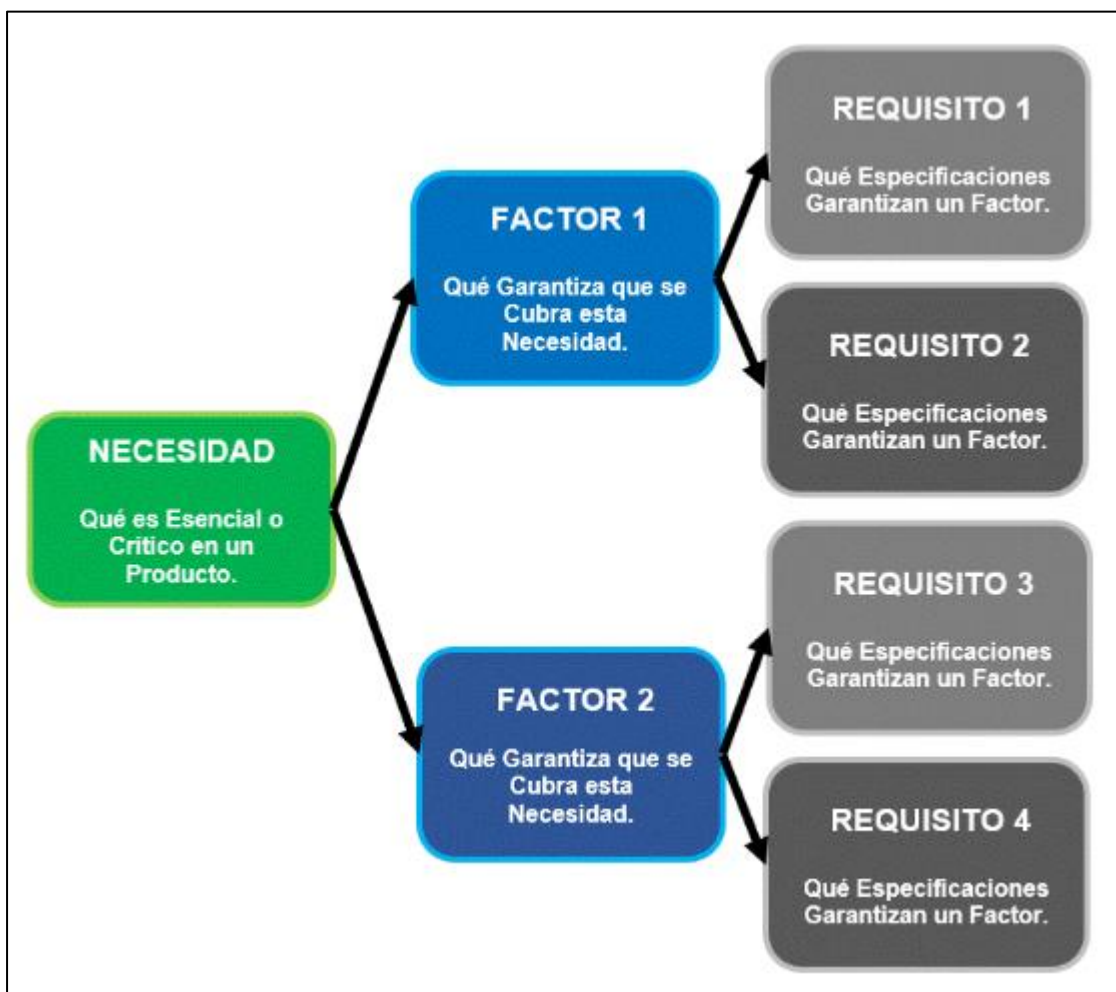 NECESIDAD
Qué es Esencial o
Critico en un
Producto.
FACTOR 1
Qué Garantiza que se
Cubra esta
Necesidad.
FACTOR 2
Qué Garantiza que se
Cubra esta
Necesidad.
REQUISITO 1
Qué Especificaciones
Garantizan un Factor.
REQUISITO 2
Qué Especificaciones
Garantizan un Factor.
REQUISITO 3
Qué Especificaciones
Garantizan un Factor.
REQUISITO 4
Qué Especificaciones
Garantizan un Factor.